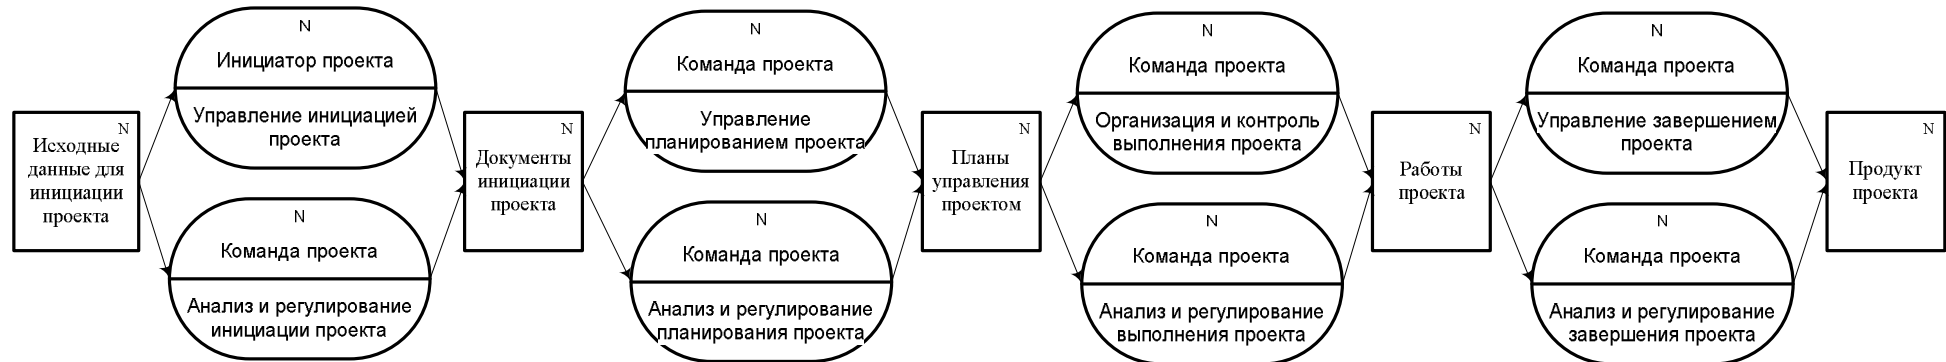 N
Исходные
данные для
инициации
проекта
N
Инициатор проекта
Управление инициацией
проекта
N
Команда проекта
Анализ и регулирование
инициации проекта
N
Документы
инициации
проекта
N
Команда проекта
Управление
планированием проекта
N
Команда проекта
Анализ и регулирование
планирования проекта
N
Планы
управления
проектом
N
Команда проекта
Организация и контроль
выполнения проекта
N
Команда проекта
Анализ и регулирование
выполнения проекта
N
Работы
проекта
N
Команда проекта
Управление завершением
проекта
N
Команда проекта
Анализ и регулирование
завершения проекта
N
Продукт
проекта